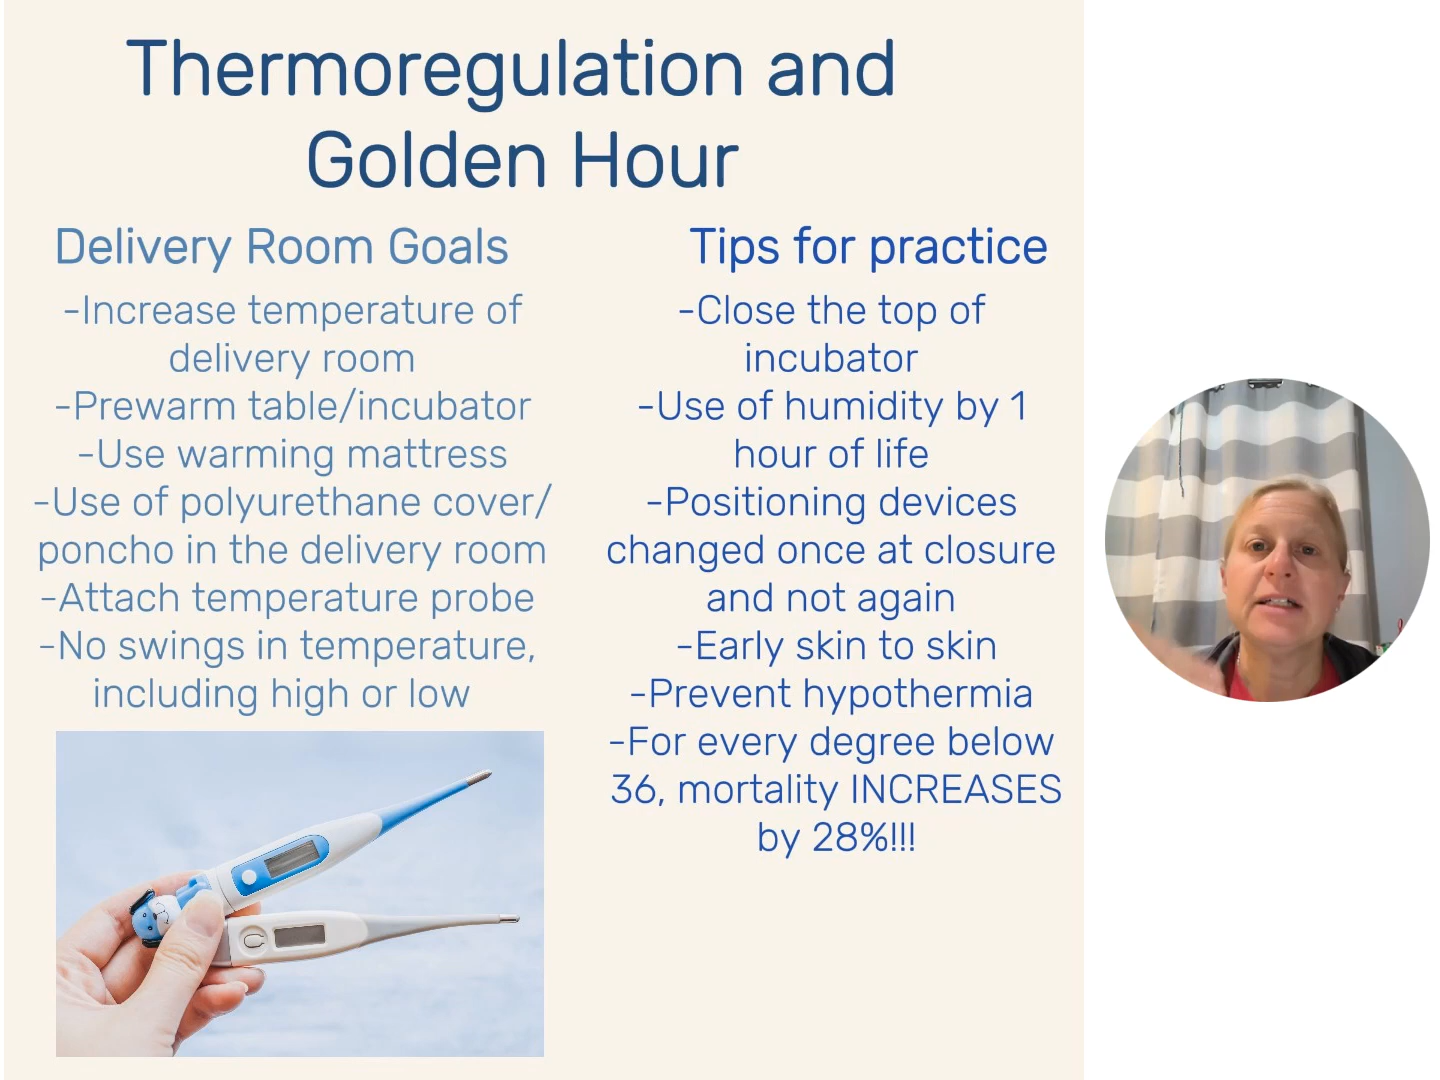 Thermoregulation and
Golden Hour
Delivery Room Goals
-Increase temperature of
delivery room
-Prewarm table/incubator
-Use warming mattress
-Use of polyurethane cover/
poncho in the delivery room
-Attach temperature probe
-No swings in temperature,
including high or low
Tips for practice
-Close the top of
incubator
-Use of humidity by 1
hour of life
-Positioning devices
changed once at closure
and not again
-Early skin to skin
-Prevent hypothermia
-For every degree below
36, mortality INCREASES
by 28%!!!